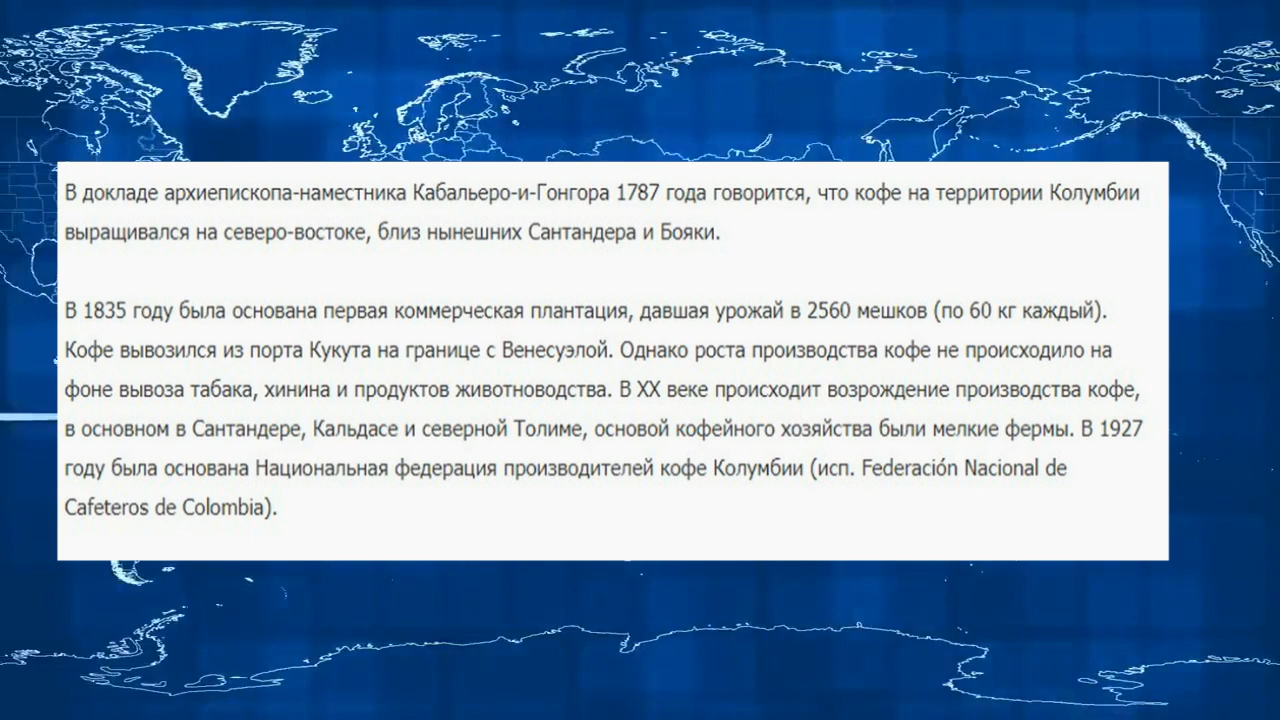 В докладе архиепископа-наместника Кабальеро-и-Гонгора 1787 года говорится, что кофе на территории Колумбии
выращивался на северо-востоке, близ нынешних Сантандера и Бояки.
В 1835 году была основана первая коммерческая плантация, давшая урожай в 2560 мешков (по 60 кг каждый).
Кофе вывозился из порта Кукута на границе с Венесуэлой. Однако роста производства кофе не происходило на
фоне вывоза табака, хинина и продуктов животноводства. В XX веке происходит возрождение производства кофе,
в основном в Сантандере, Кальдасе и северной Толиме, основой кофейного хозяйства были мелкие фермы. В 1927
году была основана Национальная федерация производителей кофе Колумбии (исп. Federación Nacional de
Cafeteros de Colombia).